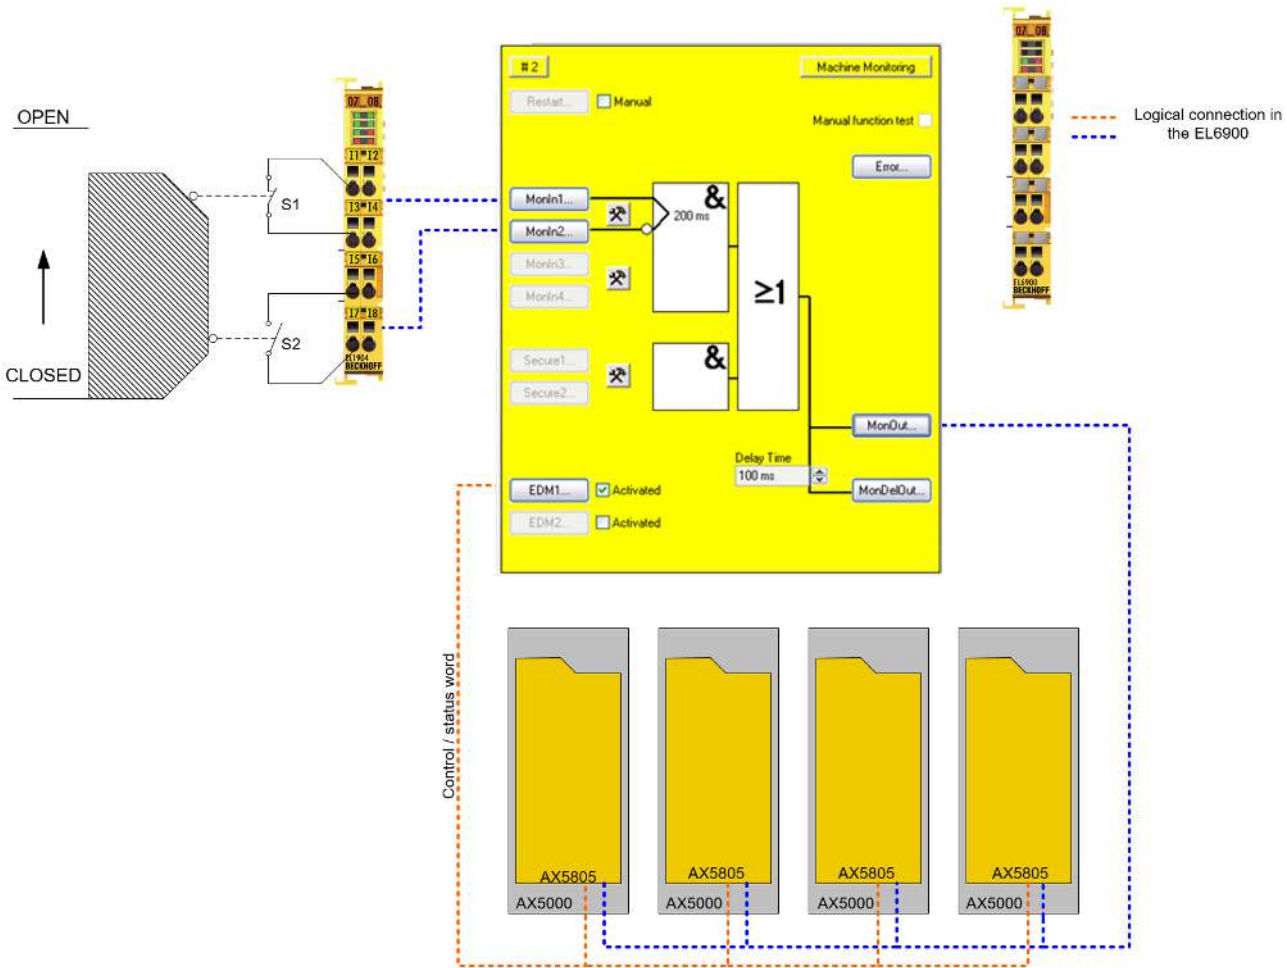 OPEN
CLOSED
S1
S2
07_08
I1 I2
I3 I4
I5 I6
I7 I8
EL1904
BECKHOFF
# 2
Machine Monitoring
Restart...
Manual
Manual function test
Error...
MonIn1...
MonIn2...
MonIn3...
MonIn4...
&
200 ms
≥1
Secure1...
Secure2...
&
MonOut...
Delay Time
100 ms
MonDelOut...
EDM1...
Activated
EDM2...
Activated
07_08
EL6900
BECKHOFF
Logical connection in
the EL6900
Control / status word
AX5805
AX5000
AX5805
AX5000
AX5805
AX5000
AX5805
AX5000